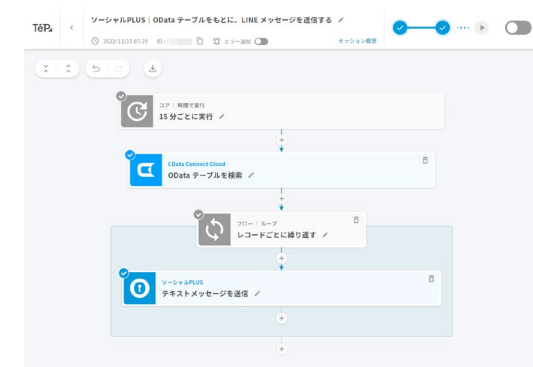 TēP
ソーシャルPLUS｜OData テーブルをもとに、LINE メッセージを送信する
2022/11/15 07:29 ID:
エラー通知
セッション履歴
コア｜時間で実行
15 分ごとに実行
CData Connect Cloud
OData テーブルを検索
フロー｜ループ
レコードごとに繰り返す
ソーシャルPLUS
テキストメッセージを送信